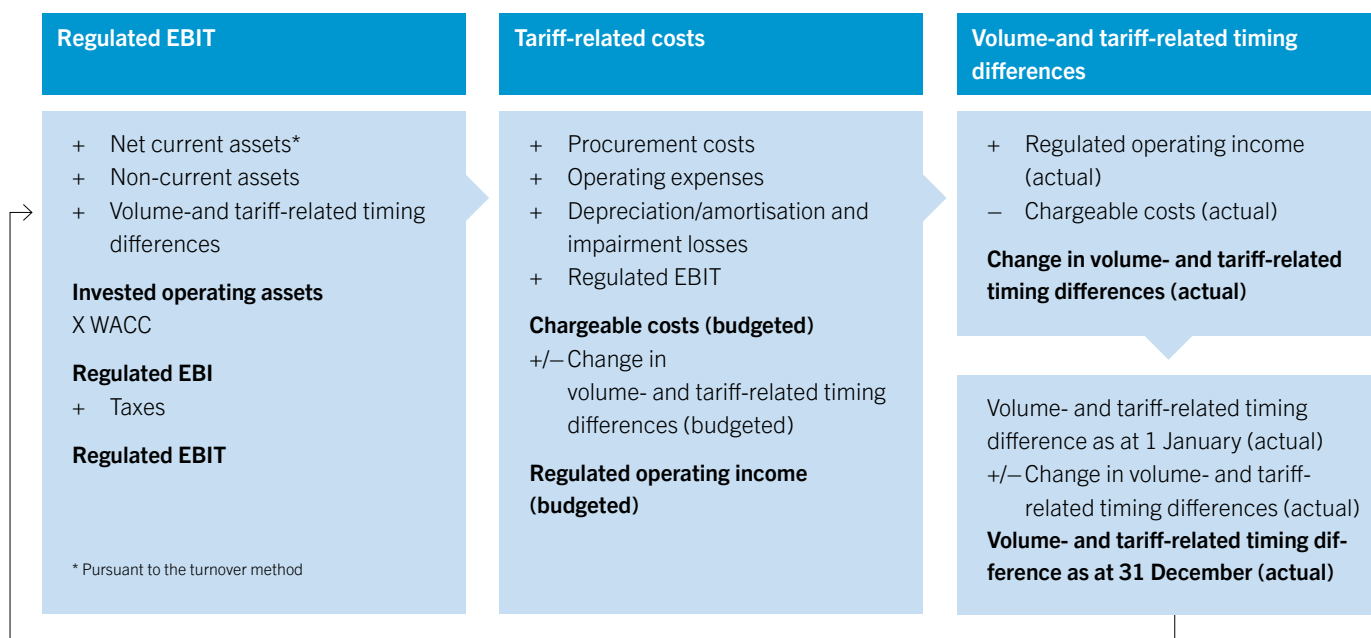 Regulated EBIT
+ Net current assets*
+ Non-current assets
+ Volume-and tariff-related timing
differences
Invested operating assets
X WACC
Regulated EBI
+ Taxes
Regulated EBIT
* Pursuant to the turnover method
Tariff-related costs
+ Procurement costs
+ Operating expenses
+ Depreciation/amortisation and
impairment losses
+ Regulated EBIT
Chargeable costs (budgeted)
+/– Change in
volume- and tariff-related timing
differences (budgeted)
Regulated operating income
(budgeted)
Volume-and tariff-related timing
differences
+ Regulated operating income
(actual)
– Chargeable costs (actual)
Change in volume- and tariff-related
timing differences (actual)
Volume- and tariff-related timing
difference as at 1 January (actual)
+/– Change in volume- and tariff-
related timing differences (actual)
Volume- and tariff-related timing dif-
ference as at 31 December (actual)